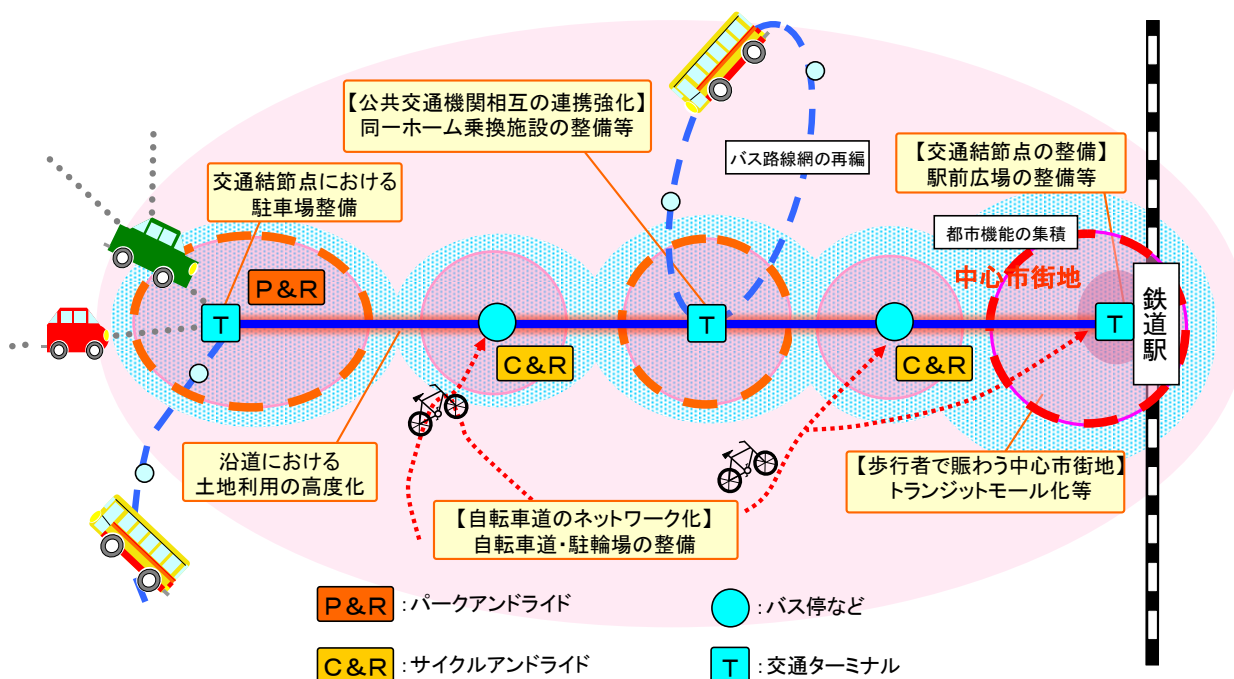 【公共交通機関相互の連携強化】
同一ホーム乗換施設の整備等
バス路線網の再編
【交通結節点の整備】
駅前広場の整備等
交通結節点における
駐車場整備
都市機能の集積
中心市街地
P&R
T
C&R
T
C&R
T
鉄道駅
沿道における
土地利用の高度化
【自転車道のネットワーク化】
自転車道・駐輪場の整備
【歩行者で賑わう中心市街地】
トランジットモール化等
P&R :パークアンドライド
:バス停など
C&R :サイクルアンドライド
T :交通ターミナル